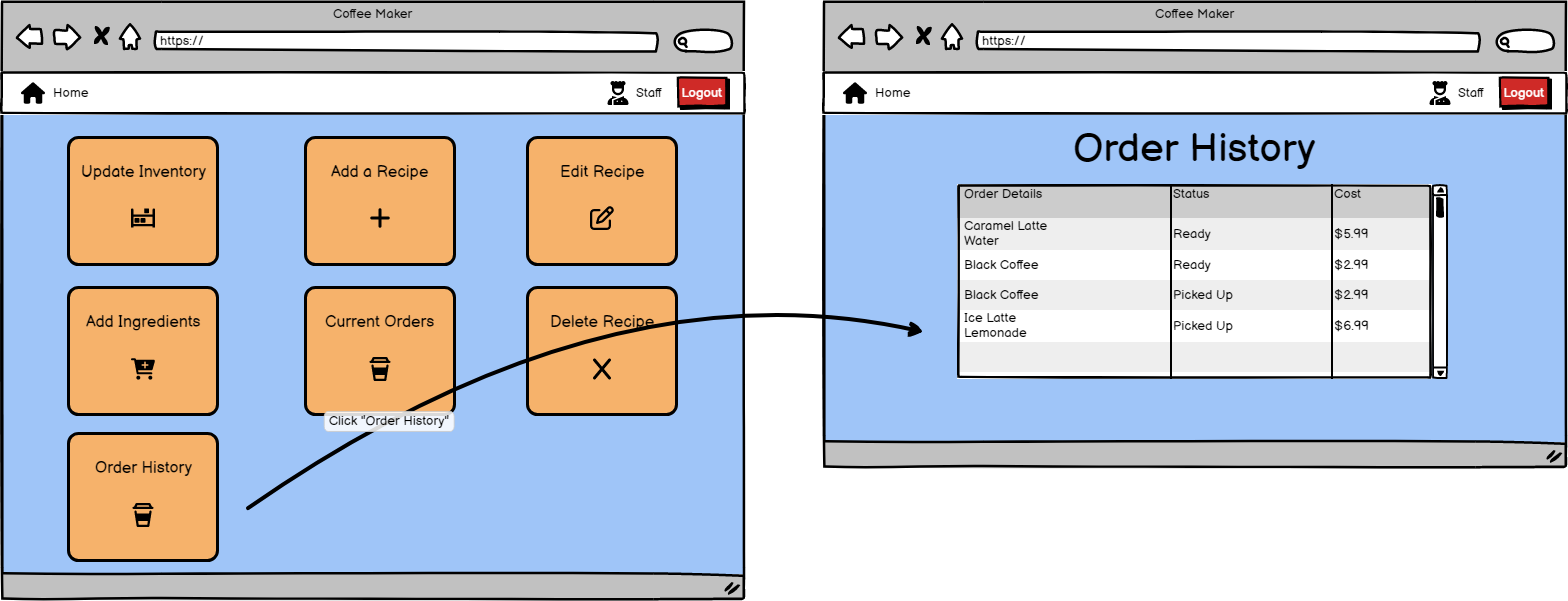 Coffee Maker
https://
Home
Staff
Logout
Update Inventory
Add a Recipe
Edit Recipe
Add Ingredients
Current Orders
Delete Recipe
Click "Order History"
Order History
Coffee Maker
https://
Home
Staff
Logout
Order History
Order Details Status Cost
Caramel Latte
Water
Ready $5.99
Black Coffee Ready $2.99
Black Coffee Picked Up $2.99
Ice Latte
Lemonade
Picked Up $6.99